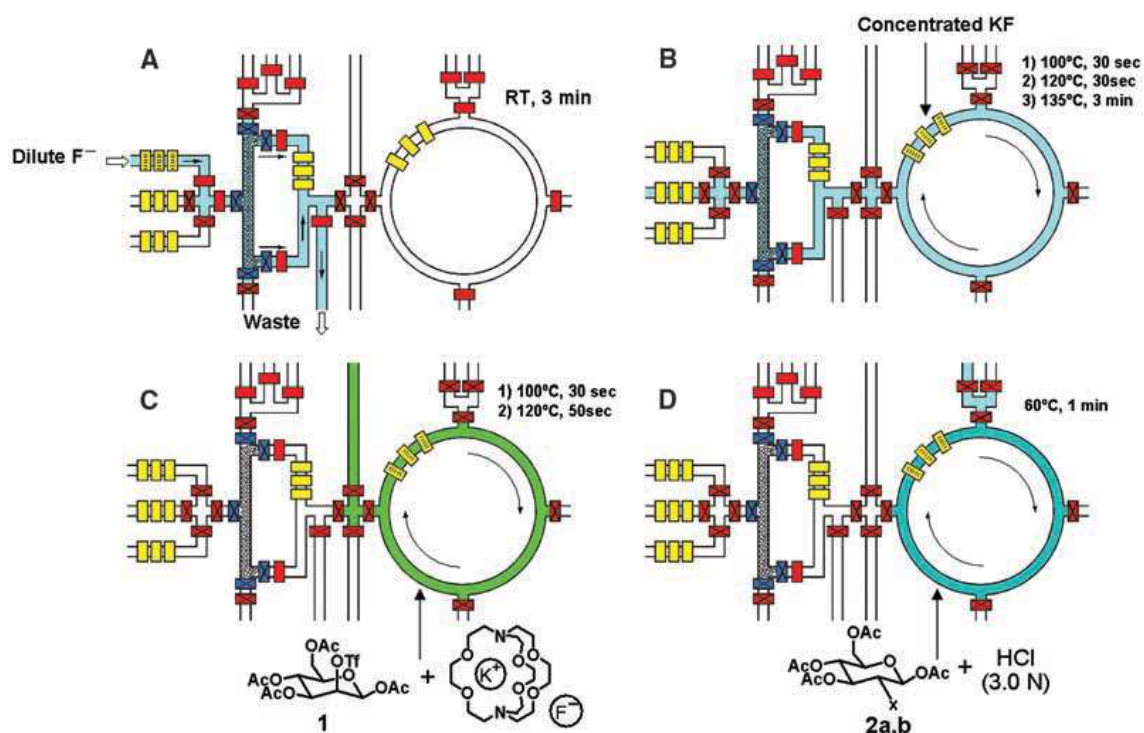 A
RT, 3 min
Dilute F⁻
Waste
B
Concentrated KF
1) 100ºC, 30 sec
2) 120ºC, 30sec
3) 135ºC, 3 min
C
1) 100ºC, 30 sec
2) 120ºC, 50sec
OAc
OTf
AcO
AcO
O
OAc
1
+
N
O
O
O
O
O
O
K⁺
N
F⁻
D
60ºC, 1 min
OAc
AcO
AcO
O
OAc
X
2a,b
+
HCl
(3.0 N)